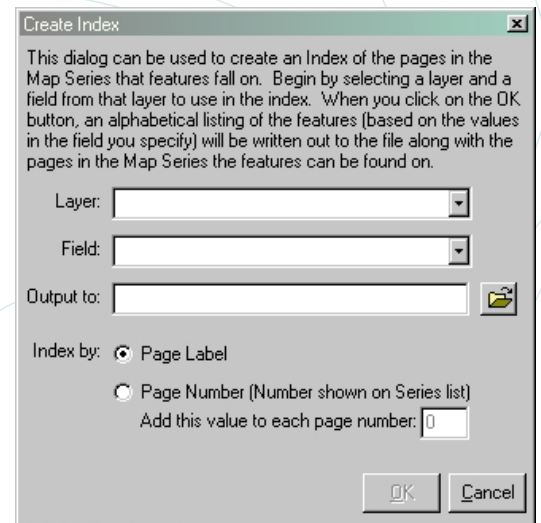 Create Index
This dialog can be used to create an Index of the pages in the
Map Series that features fall on.  Begin by selecting a layer and a
field from that layer to use in the index.  When you click on the OK
button, an alphabetical listing of the features (based on the values
in the field you specify) will be written out to the file along with the
pages in the Map Series the features can be found on.
Layer:
Field:
Output to:
Index by: Page Label
Page Number (Number shown on Series list)
Add this value to each page number: 0
OK Cancel